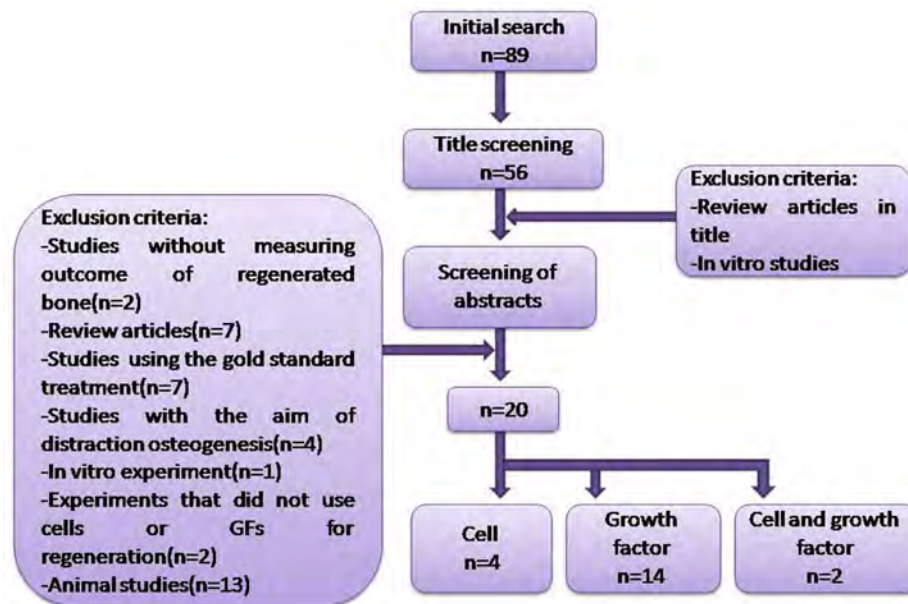 Initial search
n=89
Title screening
n=56
Exclusion criteria:
-Review articles in
title
-In vitro studies
Screening of
abstracts
Exclusion criteria:
-Studies without measuring
outcome of regenerated
bone(n=2)
-Review articles(n=7)
-Studies using the gold standard
treatment(n=7)
-Studies with the aim of
distraction osteogenesis(n=4)
-In vitro experiment(n=1)
-Experiments that did not use
cells or GFs for
regeneration(n=2)
-Animal studies(n=13)
n=20
Cell
n=4
Growth
factor
n=14
Cell and growth
factor
n=2